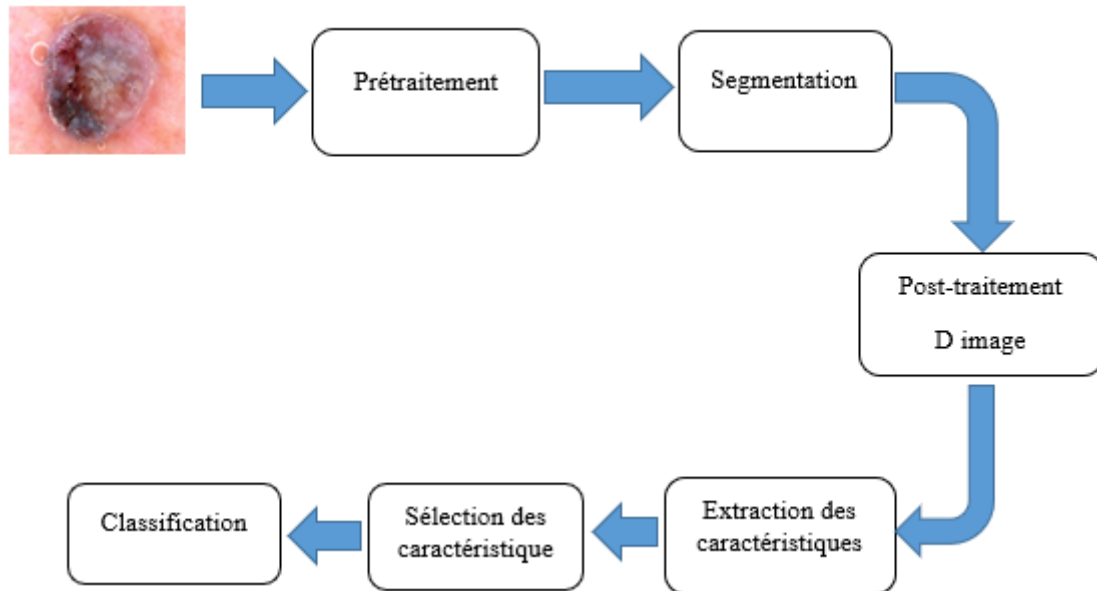 Prétraitement
Segmentation
Post-traitement
D image
Extraction des
caractéristiques
Sélection des
caractéristique
Classification